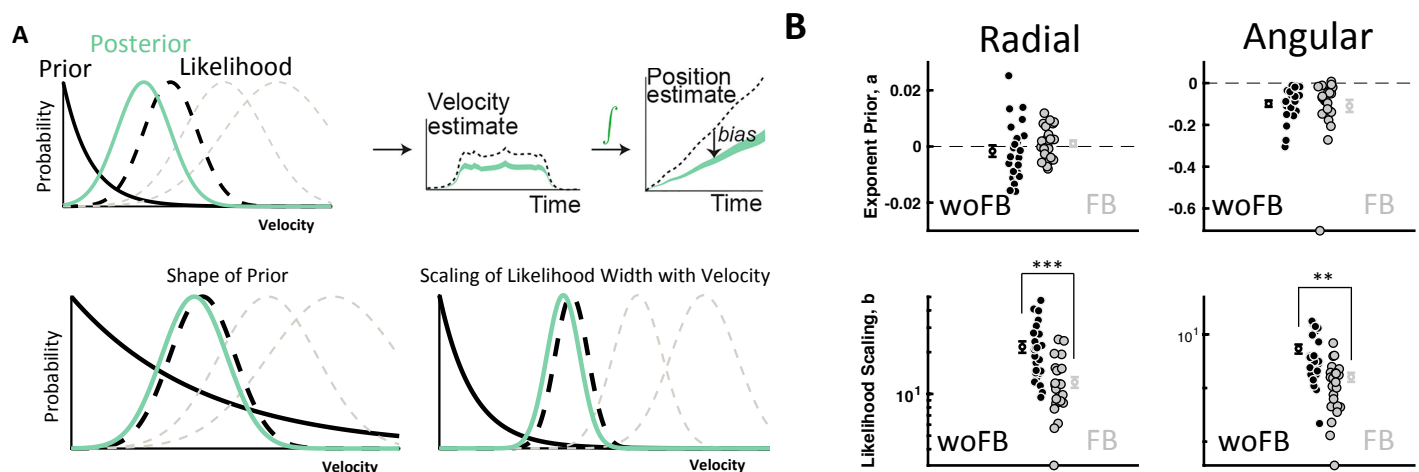 A
Posterior
Prior
Likelihood
Probability
Velocity
Velocity
estimate
Time
∫
Position
estimate
bias
Time
Shape of Prior
Probability
Velocity
Scaling of Likelihood Width with Velocity
Velocity
B
Radial
Angular
Exponent Prior, a
0.02
0
-0.02
woFB
FB
0
-0.2
-0.4
-0.6
woFB
FB
Likelihood Scaling, b
10¹
***
woFB
FB
10¹
**
woFB
FB